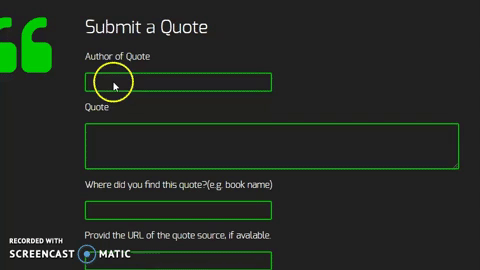 Submit a Quote
Author of Quote
Quote
Where did you find this quote?(e.g. book name)
Provid the URL of the quote source, if avalable.
RECORDED WITH
SCREENCAST MATIC